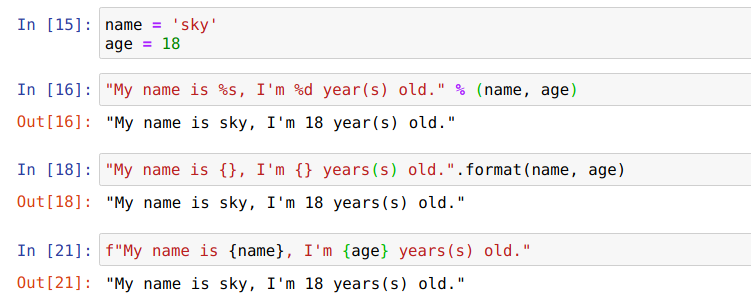 In [15]: name = 'sky'
age = 18
In [16]: "My name is %s, I'm %d year(s) old." % (name, age)
Out[16]: "My name is sky, I'm 18 year(s) old."
In [18]: "My name is {}, I'm {} years(s) old.".format(name, age)
Out[18]: "My name is sky, I'm 18 years(s) old."
In [21]: f"My name is {name}, I'm {age} years(s) old."
Out[21]: "My name is sky, I'm 18 years(s) old."